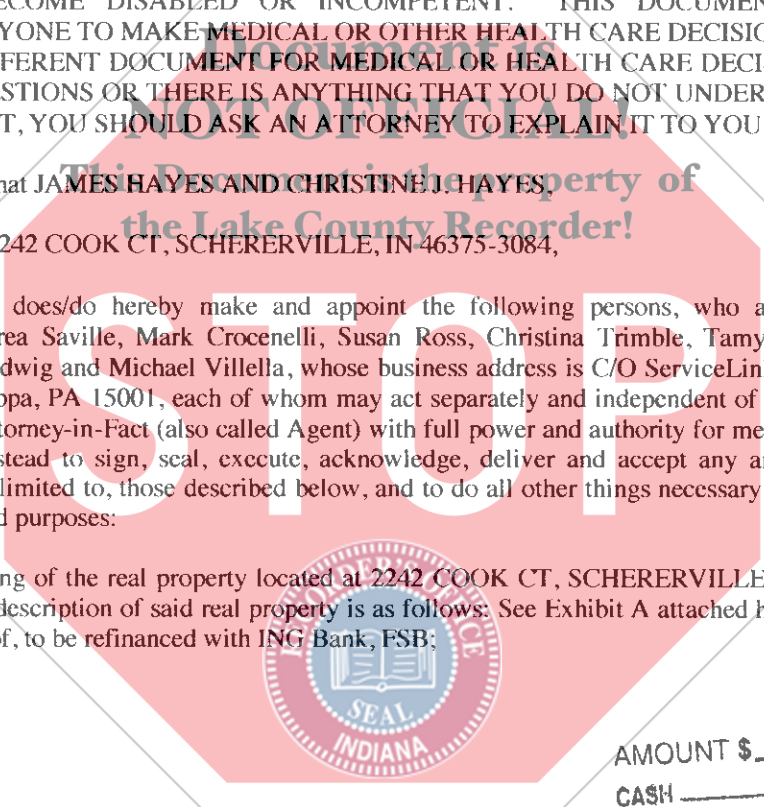 ECOME DISABLED OR INCOMPETENT. THIS DOCUMEN
YONE TO MAKE MEDICAL OR OTHER HEALTH CARE DECISIO
FERENT DOCUMENT FOR MEDICAL OR HEALTH CARE DECI
Document is
STIONS OR THERE IS ANYTHING THAT YOU DO NOT UNDER
NOT OFFICIAL!
T, YOU SHOULD ASK AN ATTORNEY TO EXPLAIN IT TO YOU
hat JAMES HAYES AND CHRISTINE J. HAYES,
This Document is the property of
the Lake County Recorder!
242 COOK CT, SCHERERVILLE, IN 46375-3084,
STOP
does/do hereby make and appoint the following persons, who a
rea Saville, Mark Crocenelli, Susan Ross, Christina Trimble, Tamy
dwig and Michael Villella, whose business address is C/O ServiceLin
ppa, PA 15001, each of whom may act separately and independent of
torney-in-Fact (also called Agent) with full power and authority for me
stead to sign, seal, execute, acknowledge, deliver and accept any a
limited to, those described below, and to do all other things necessary
d purposes:
ng of the real property located at 2242 COOK CT, SCHERERVILLE
description of said real property is as follows: See Exhibit A attached h
of, to be refinanced with ING Bank, FSB;
SEAL
INDIANA
AMOUNT $
CASH